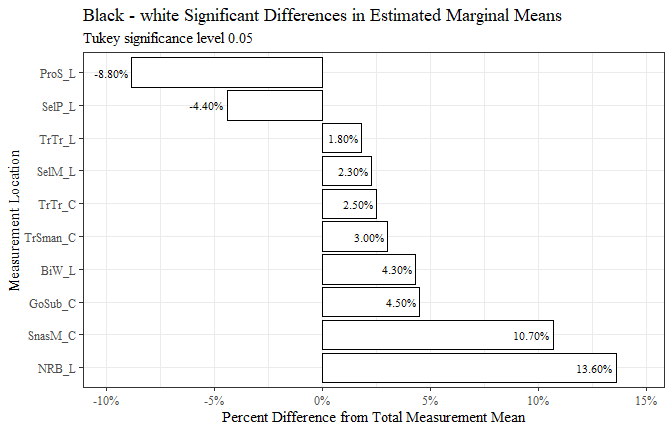 Black - white Significant Differences in Estimated Marginal Means
Tukey significance level 0.05
Measurement Location
ProS_L
-8.80%
SelP_L
-4.40%
TrTr_L
1.80%
SelM_L
2.30%
TrTr_C
2.50%
TrSman_C
3.00%
BiW_L
4.30%
GoSub_C
4.50%
SnasM_C
10.70%
NRB_L
13.60%
-10% -5% 0% 5% 10% 15%
Percent Difference from Total Measurement Mean